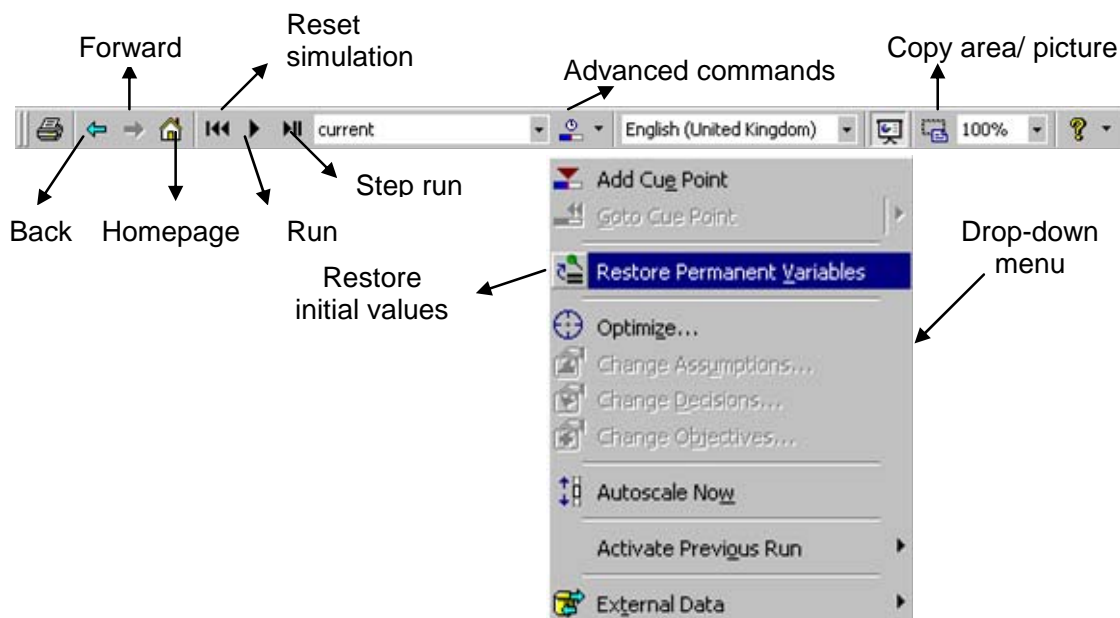 Reset
simulation
Forward
Copy area/ picture
Advanced commands
current
English (United Kingdom)
100%
Step run
Back
Homepage
Run
Add Cue Point
Goto Cue Point
Drop-down
menu
Restore
initial values
Restore Permanent Variables
Optimize...
Change Assumptions...
Change Decisions...
Change Objectives...
Autoscale Now
Activate Previous Run
External Data